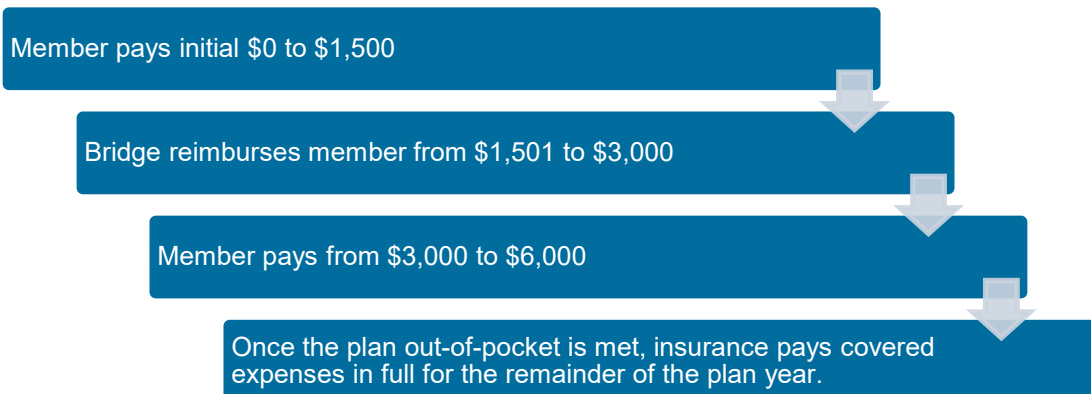 Member pays initial $0 to $1,500
Bridge reimburses member from $1,501 to $3,000
Member pays from $3,000 to $6,000
Once the plan out-of-pocket is met, insurance pays covered
expenses in full for the remainder of the plan year.